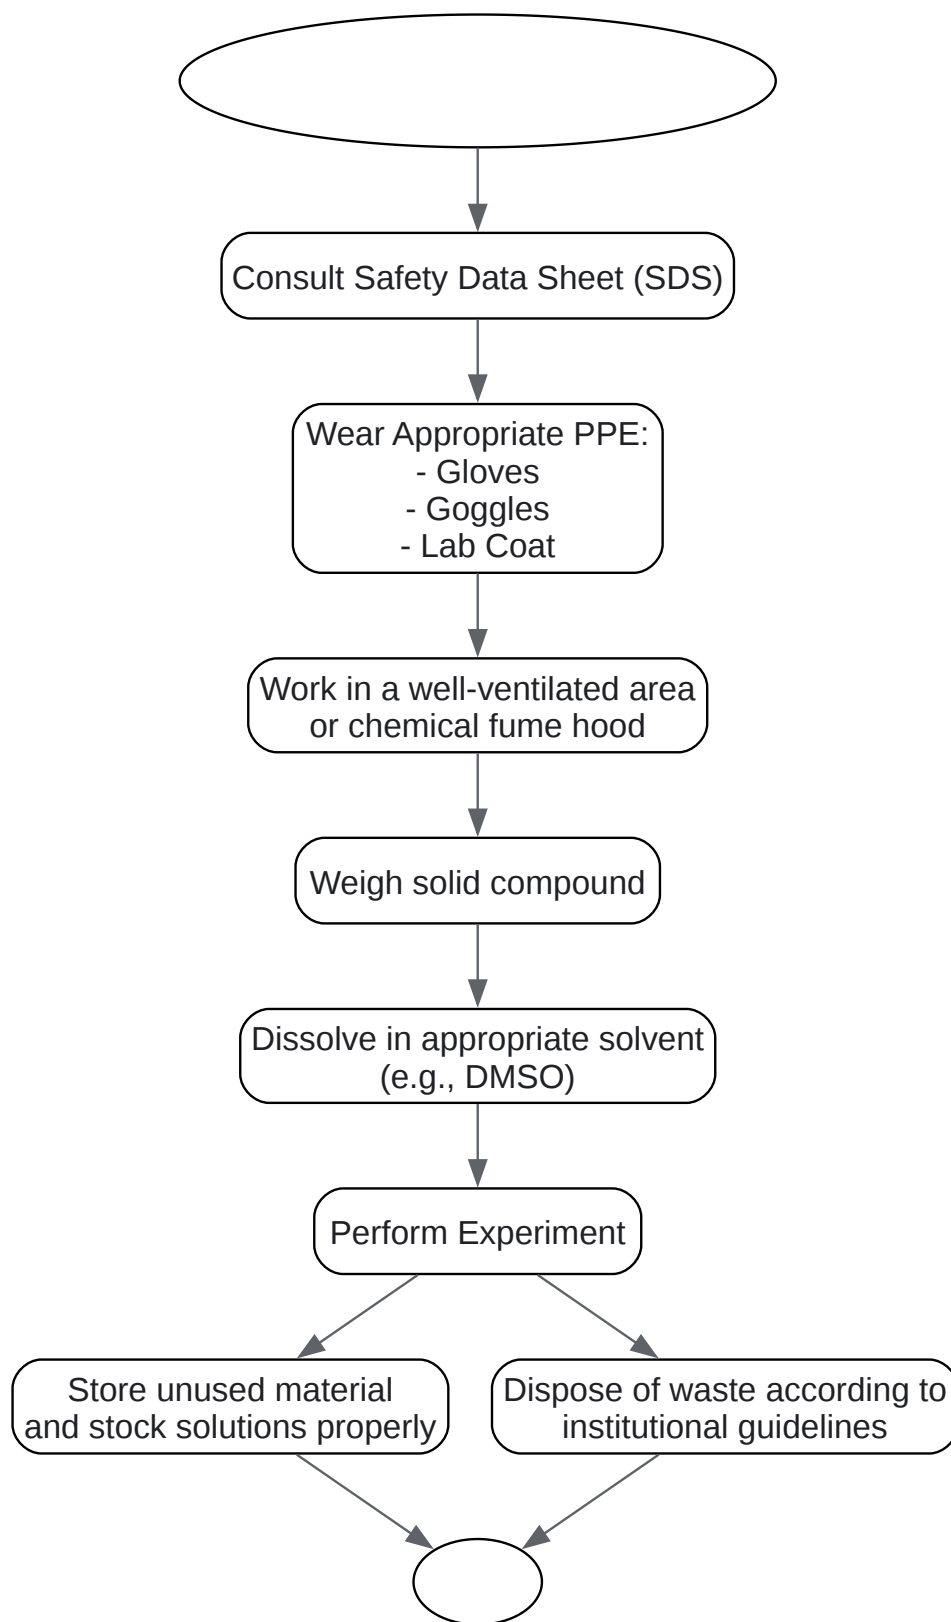 Consult Safety Data Sheet (SDS)
Wear Appropriate PPE:
- Gloves
- Goggles
- Lab Coat
Work in a well-ventilated area
or chemical fume hood
Weigh solid compound
Dissolve in appropriate solvent
(e.g., DMSO)
Perform Experiment
Store unused material
and stock solutions properly
Dispose of waste according to
institutional guidelines